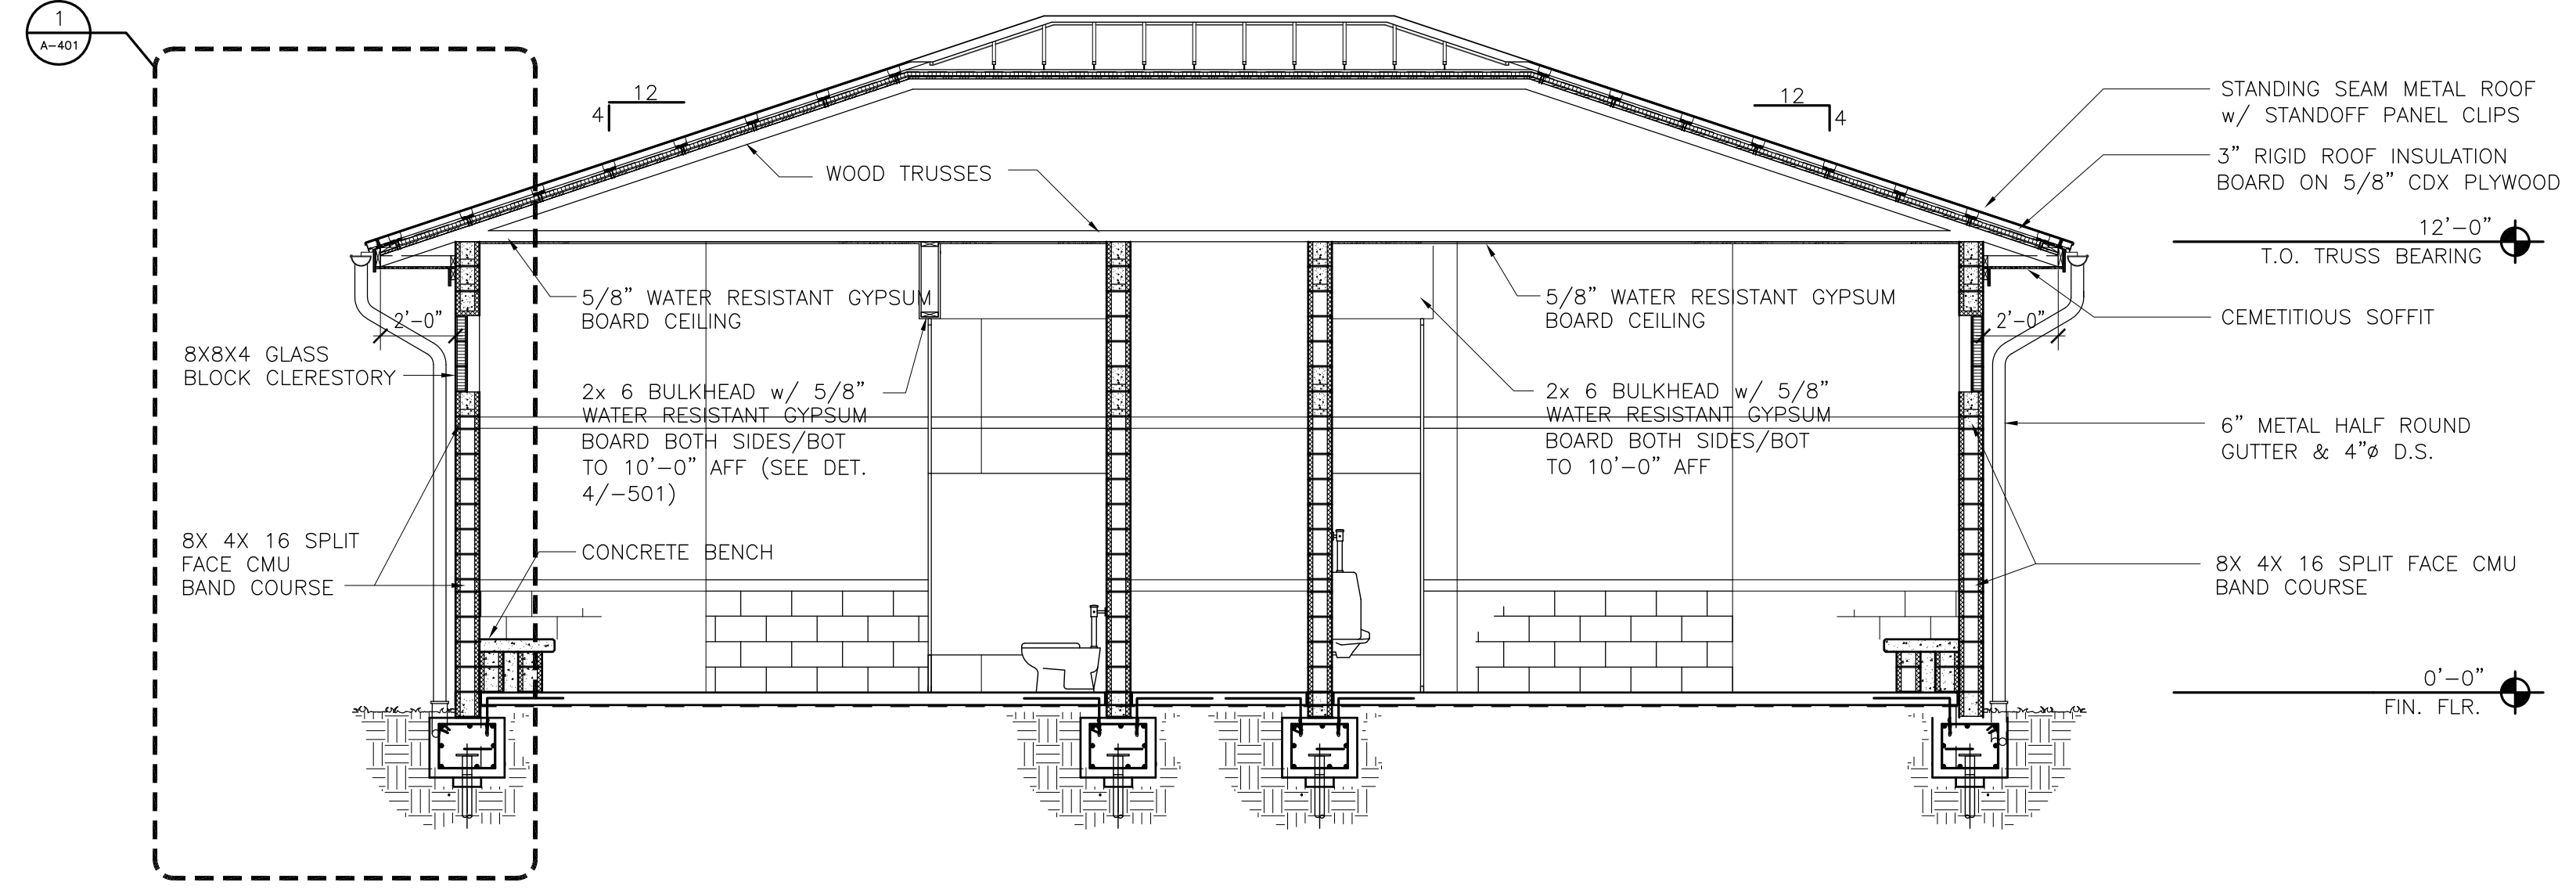 1
A-401
12
4
12
4
WOOD TRUSSES
STANDING SEAM METAL ROOF
w/ STANDOFF PANEL CLIPS
3” RIGID ROOF INSULATION
BOARD ON 5/8” CDX PLYWOOD
12’-0”
T.O. TRUSS BEARING
5/8” WATER RESISTANT GYPSUM
BOARD CEILING
5/8” WATER RESISTANT GYPSUM
BOARD CEILING
CEMETITIOUS SOFFIT
2’-0”
2’-0”
8X8X4 GLASS
BLOCK CLERESTORY
2x 6 BULKHEAD w/ 5/8”
WATER RESISTANT GYPSUM
BOARD BOTH SIDES/BOT
TO 10’-0” AFF (SEE DET.
4/-501)
2x 6 BULKHEAD w/ 5/8”
WATER RESISTANT GYPSUM
BOARD BOTH SIDES/BOT
TO 10’-0” AFF
6” METAL HALF ROUND
GUTTER & 4”ø D.S.
8X 4X 16 SPLIT
FACE CMU
BAND COURSE
CONCRETE BENCH
8X 4X 16 SPLIT FACE CMU
BAND COURSE
0’-0”
FIN. FLR.